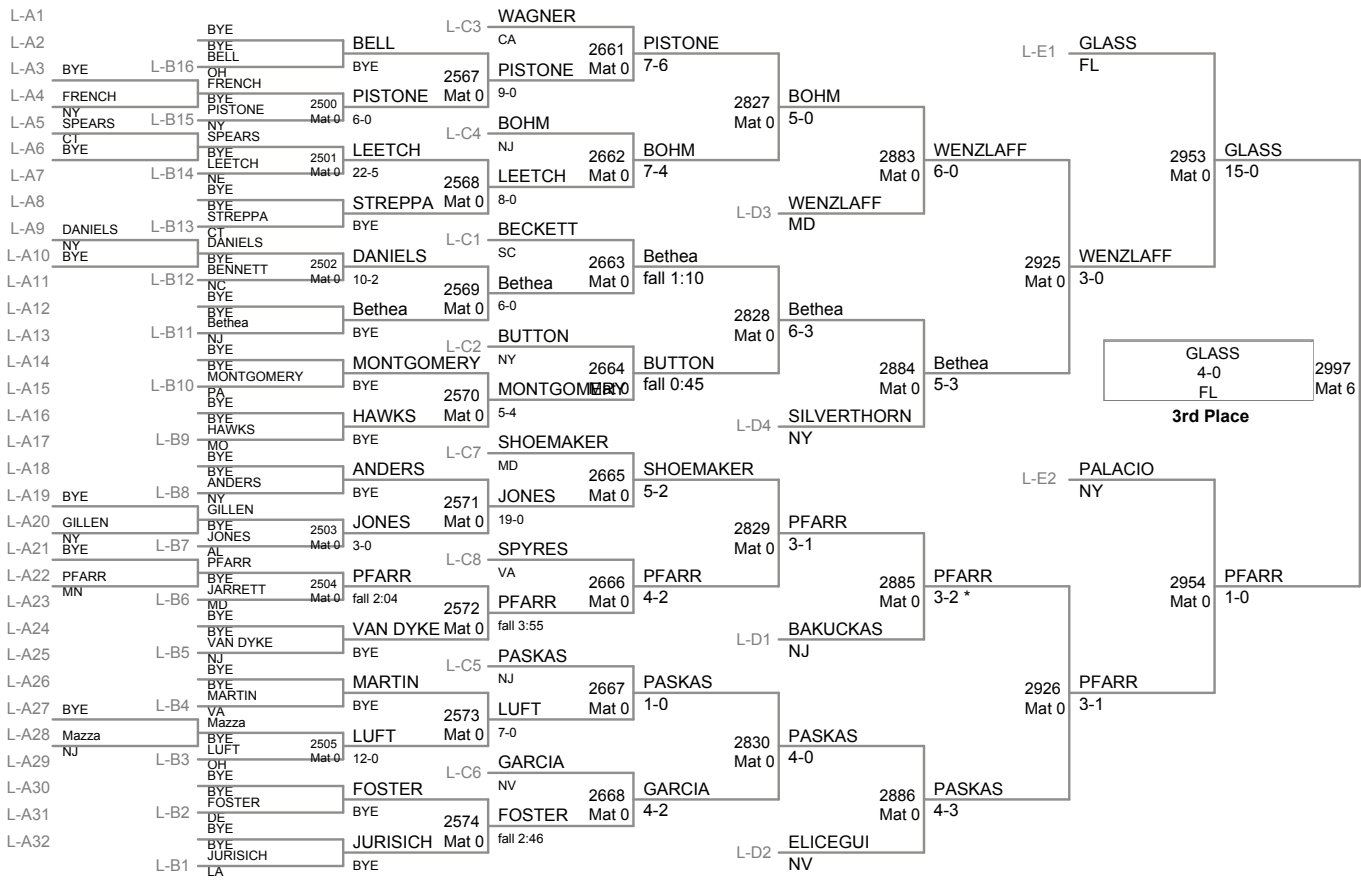 L-A1
L-A2
L-A3 BYE
L-A4 FRENCH
NY
L-A5 SPEARS
CT
L-A6 BYE
L-A7
L-A8
L-A9 DANIELS
NY
L-A10 BYE
L-A11
L-A12
L-A13
L-A14
L-A15
L-A16
L-A17
L-A18
L-A19 BYE
L-A20 GILLEN
NY
L-A21 BYE
L-A22 PFARR
MN
L-A23
L-A24
L-A25
L-A26
L-A27 BYE
L-A28 Mazza
NJ
L-A29
L-A30
L-A31
L-A32
BYE
BYE
L-B16 BELL
OH
FRENCH
BYE
L-B15 PISTONE
NY
SPEARS
BYE
L-B14 LEETCH
NE
BYE
BYE
L-B13 STREPPA
CT
DANIELS
BYE
L-B12 BENNETT
NC
BYE
BYE
L-B11 Bethea
NJ
BYE
BYE
L-B10 MONTGOMERY
PA
BYE
BYE
L-B9 HAWKS
MO
BYE
BYE
L-B8 ANDERS
NY
GILLEN
BYE
L-B7 JONES
AL
PFARR
BYE
L-B6 JARRETT
MD
BYE
BYE
L-B5 VAN DYKE
NJ
BYE
BYE
L-B4 MARTIN
VA
Mazza
BYE
L-B3 LUFT
OH
BYE
BYE
L-B2 FOSTER
DE
BYE
BYE
L-B1 JURISICH
LA
BELL
BYE
2500
Mat 0
PISTONE
6-0
2501
Mat 0
LEETCH
22-5
STREPPA
BYE
2502
Mat 0
DANIELS
10-2
Bethea
BYE
MONTGOMERY
BYE
HAWKS
BYE
ANDERS
BYE
2503
Mat 0
JONES
3-0
2504
Mat 0
PFARR
fall 2:04
VAN DYKE
BYE
MARTIN
BYE
2505
Mat 0
LUFT
12-0
FOSTER
BYE
JURISICH
BYE
L-C3 WAGNER
CA
2567
Mat 0
PISTONE
9-0
L-C4 BOHM
NJ
2568
Mat 0
LEETCH
8-0
L-C1 BECKETT
SC
2569
Mat 0
Bethea
6-0
L-C2 BUTTON
NY
2570
Mat 0
MONTGOMERY
5-4
L-C7 SHOEMAKER
MD
2571
Mat 0
JONES
19-0
L-C8 SPYRES
VA
2572
Mat 0
PFARR
fall 3:55
L-C5 PASKAS
NJ
2573
Mat 0
LUFT
7-0
L-C6 GARCIA
NV
2574
Mat 0
FOSTER
fall 2:46
2661
Mat 0
PISTONE
7-6
2662
Mat 0
BOHM
7-4
2663
Mat 0
Bethea
fall 1:10
2664
Mat 0
BUTTON
fall 0:45
2665
Mat 0
SHOEMAKER
5-2
2666
Mat 0
PFARR
4-2
2667
Mat 0
PASKAS
1-0
2668
Mat 0
GARCIA
4-2
2827
Mat 0
BOHM
5-0
L-D3 WENZLAFF
MD
2828
Mat 0
Bethea
6-3
L-D4 SILVERTHORN
NY
2829
Mat 0
PFARR
3-1
L-D1 BAKUCKAS
NJ
2830
Mat 0
PASKAS
4-0
L-D2 ELICEGUI
NV
2883
Mat 0
WENZLAFF
6-0
2884
Mat 0
Bethea
5-3
2885
Mat 0
PFARR
3-2 *
2886
Mat 0
PASKAS
4-3
L-E1 GLASS
FL
2925
Mat 0
WENZLAFF
3-0
L-E2 PALACIO
NY
2926
Mat 0
PFARR
3-1
2953
Mat 0
GLASS
15-0
2954
Mat 0
PFARR
1-0
GLASS
4-0
FL
2997
Mat 6
3rd Place